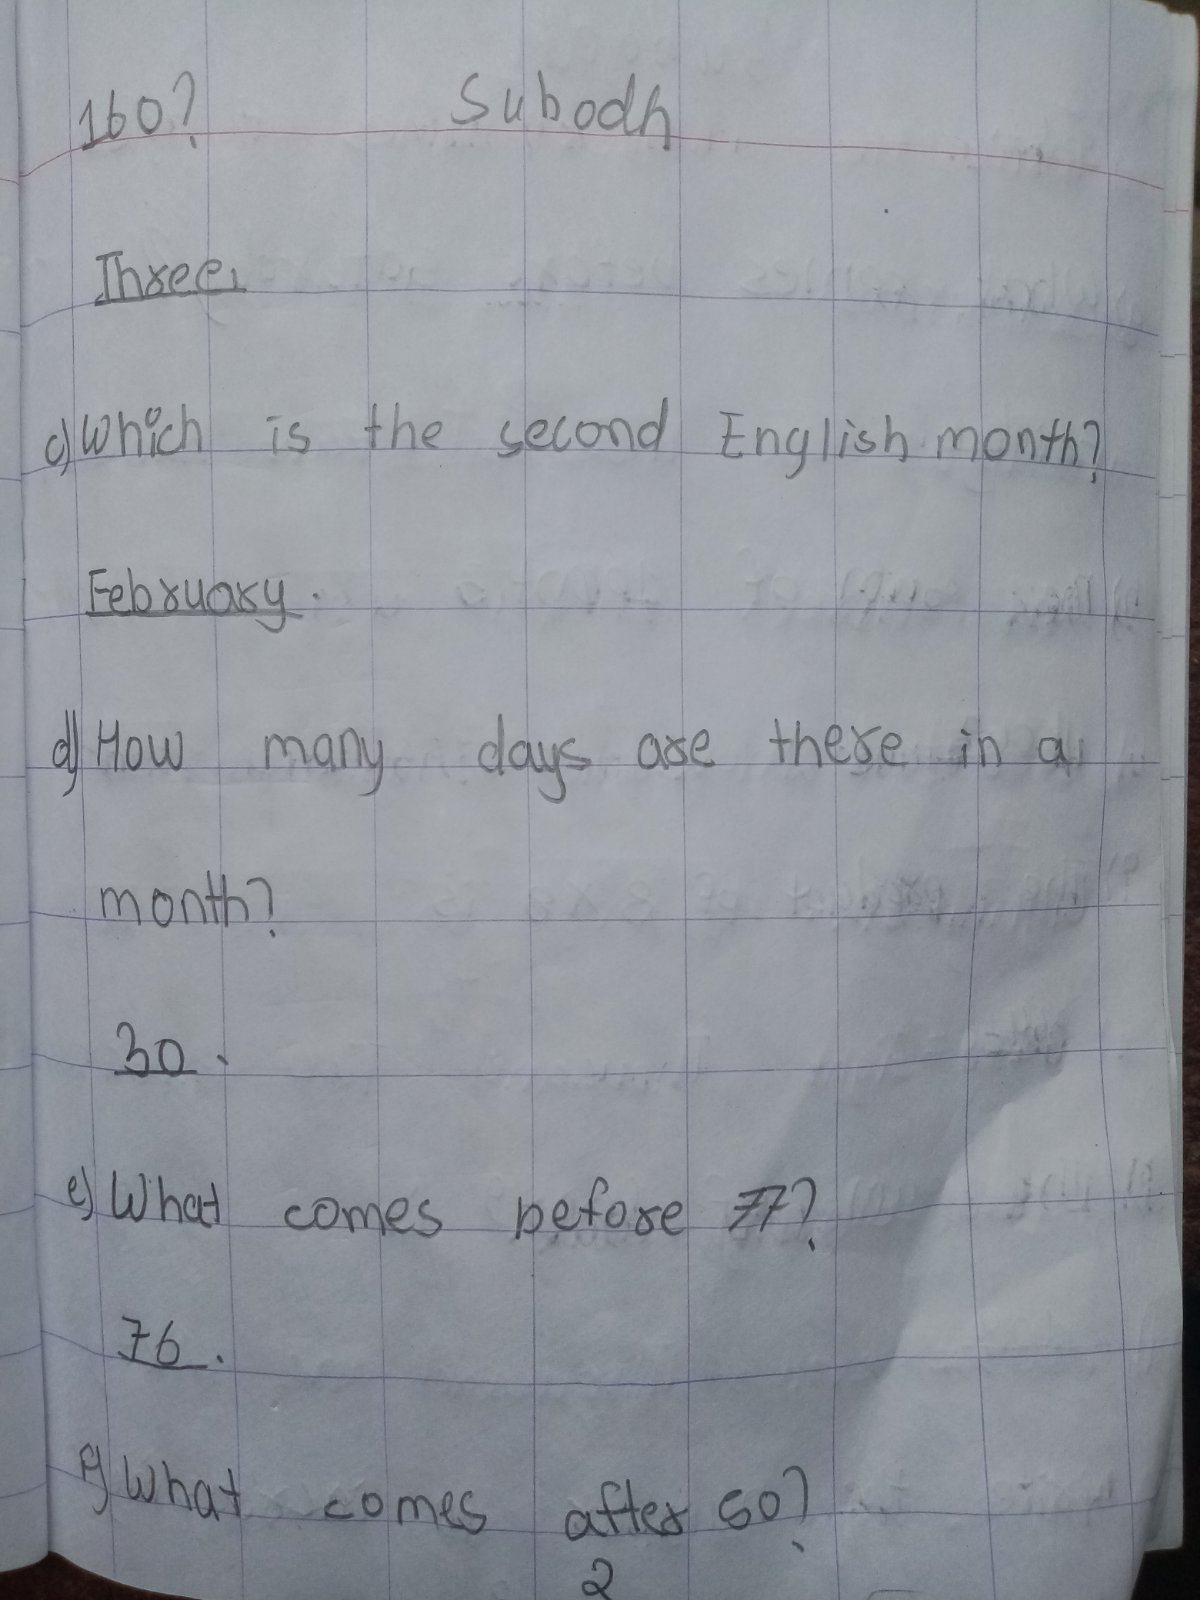 160? Subodh
Three
c) Which is the second English month?
February.
d) How many days are there in a
month?
30.
e) What comes before 77?
76.
f) What comes after 50?
2